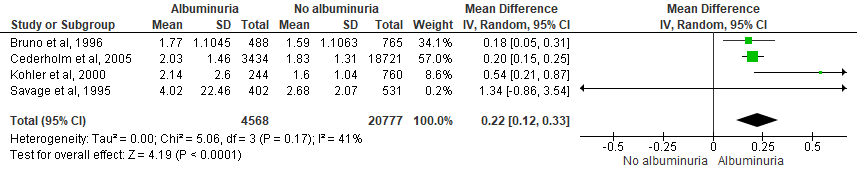 Albuminuria No albuminuria Mean Difference Mean Difference
Study or Subgroup Mean SD Total Mean SD Total Weight IV, Random, 95% CI IV, Random, 95% CI
Bruno et al, 1996 1.77 1.1045 488 1.59 1.1063 765 34.1% 0.18 [0.05, 0.31]
Cederholm et al, 2005 2.03 1.46 3434 1.83 1.31 18721 57.0% 0.20 [0.15, 0.25]
Kohler et al, 2000 2.14 2.6 244 1.6 1.04 760 8.6% 0.54 [0.21, 0.87]
Savage et al, 1995 4.02 22.46 402 2.68 2.07 531 0.2% 1.34 [-0.86, 3.54]
Total (95% CI) 4568 20777 100.0% 0.22 [0.12, 0.33]
Heterogeneity: Tau² = 0.00; Chi² = 5.06, df = 3 (P = 0.17); I² = 41%
Test for overall effect: Z = 4.19 (P < 0.0001)
-0.5 -0.25 0 0.25 0.5
No albuminuria Albuminuria